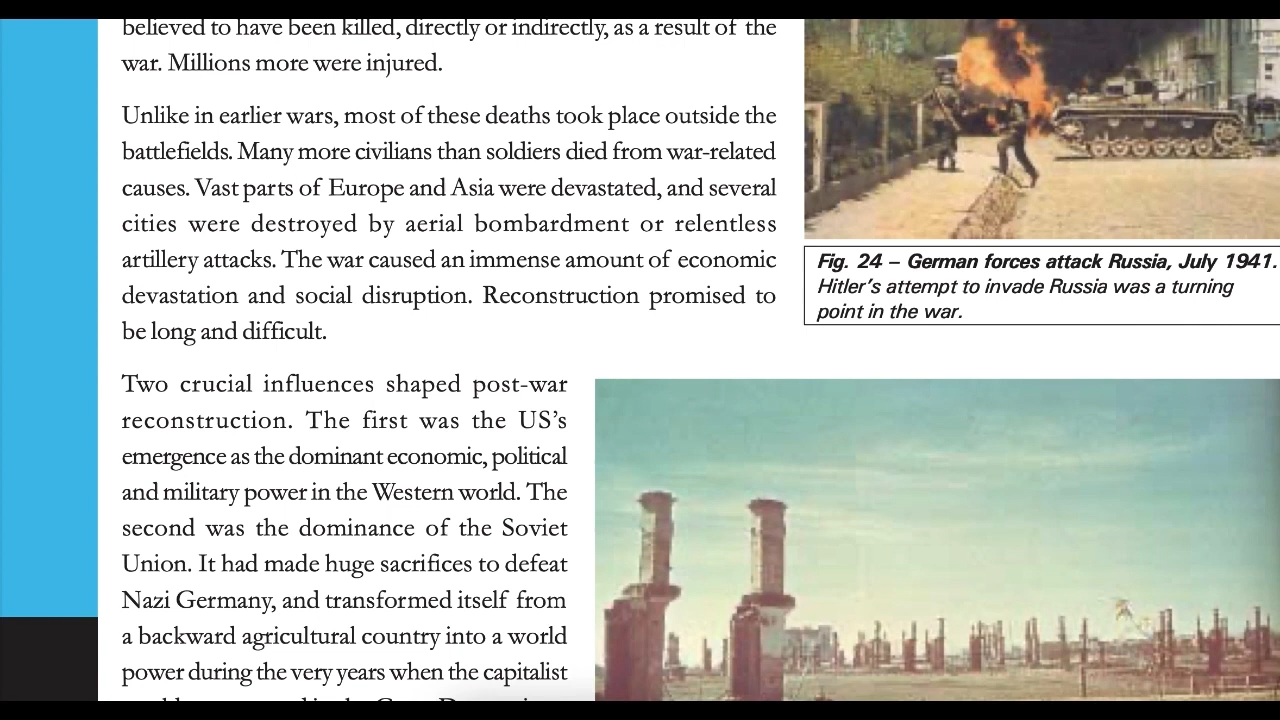 believed to have been killed, directly or indirectly, as a result of the
war. Millions more were injured.
Unlike in earlier wars, most of these deaths took place outside the
battlefields. Many more civilians than soldiers died from war-related
causes. Vast parts of Europe and Asia were devastated, and several
cities were destroyed by aerial bombardment or relentless
artillery attacks. The war caused an immense amount of economic
devastation and social disruption. Reconstruction promised to
be long and difficult.
Fig. 24 – German forces attack Russia, July 1941.
Hitler's attempt to invade Russia was a turning
point in the war.
Two crucial influences shaped post-war
reconstruction. The first was the US's
emergence as the dominant economic, political
and military power in the Western world. The
second was the dominance of the Soviet
Union. It had made huge sacrifices to defeat
Nazi Germany, and transformed itself from
a backward agricultural country into a world
power during the very years when the capitalist